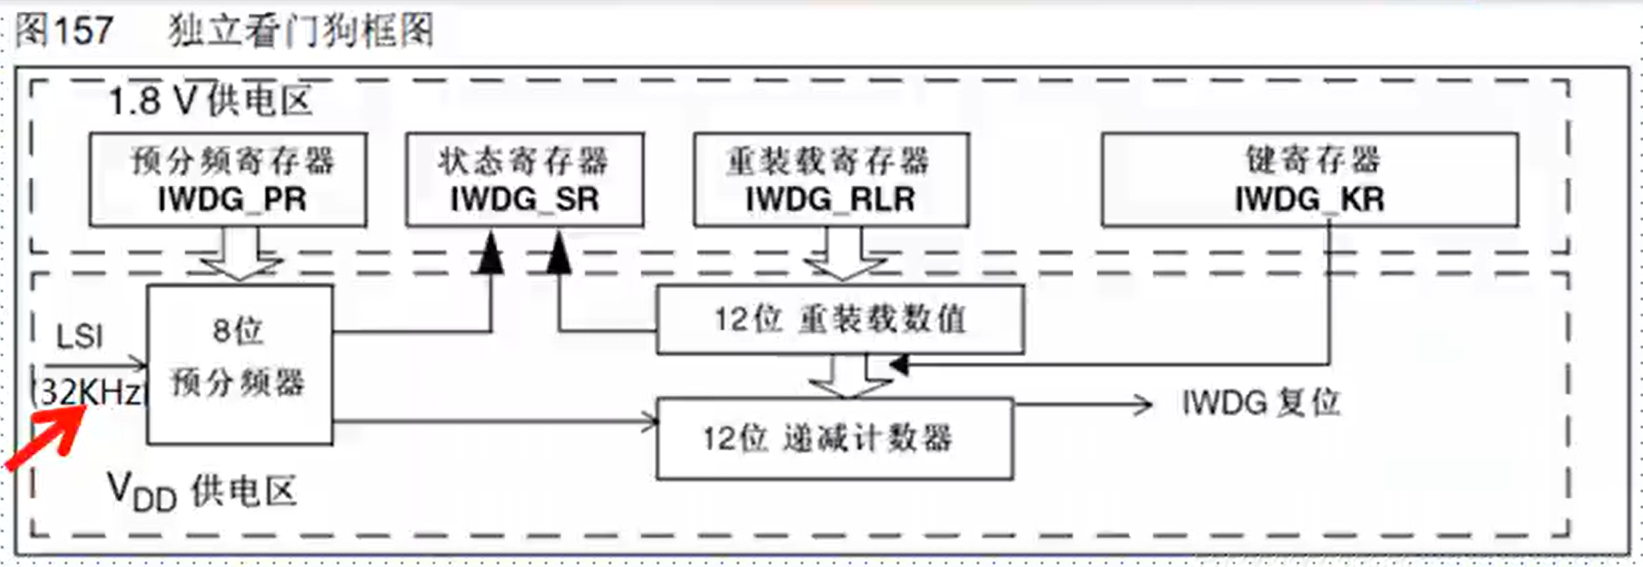 图157 独立看门狗框图
1.8 V 供电区
预分频寄存器
IWDG_PR
状态寄存器
IWDG_SR
重装载寄存器
IWDG_RLR
键寄存器
IWDG_KR
LSI
(32KHz)
8位
预分频器
12位 重装载数值
12位 递减计数器
IWDG 复位
VDD 供电区